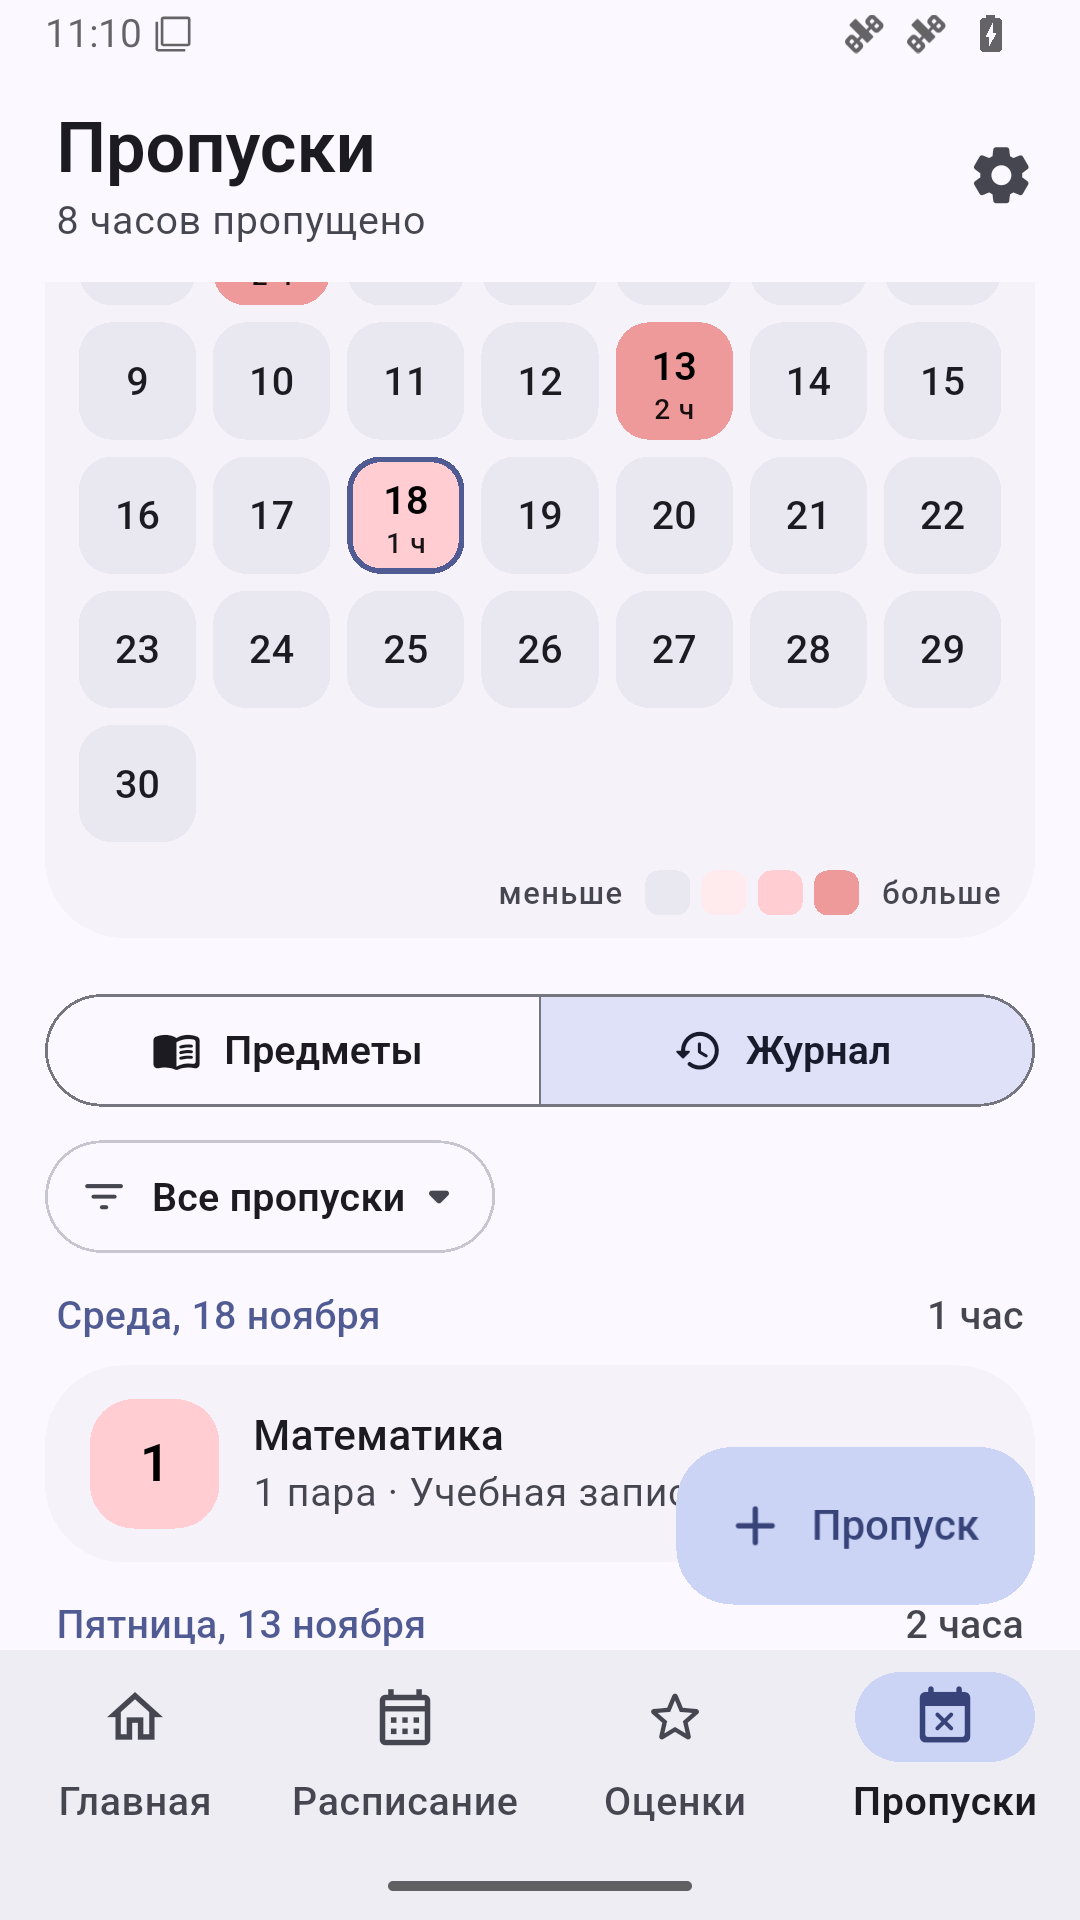 11:10
Пропуски
8 часов пропущено
9 10 11 12 13 14 15
2 ч
16 17 18 19 20 21 22
1 ч
23 24 25 26 27 28 29
30
меньше больше
Предметы Журнал
Все пропуски
Среда, 18 ноября 1 час
1 Математика
1 пара · Учебная
+ Пропуск
Пятница, 13 ноября 2 часа
Главная Расписание Оценки Пропуски